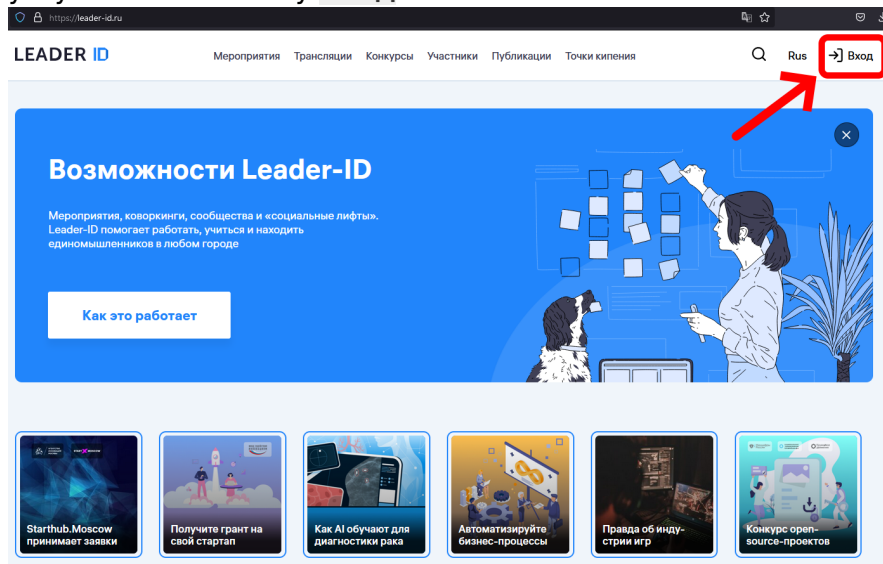 https://leader-id.ru
LEADER ID
Мероприятия Трансляции Конкурсы Участники Публикации Точки кипения
Rus
Вход
Возможности Leader-ID
Мероприятия, коворкинги, сообщества и «социальные лифты».
Leader-ID помогает работать, учиться и находить
единомышленников в любом городе
Как это работает
Starthub.Moscow
принимает заявки
Получите грант на
свой стартап
Как AI обучают для
диагностики рака
Автоматизируйте
бизнес-процессы
Правда об инду-
стрии игр
Конкурс open-
source-проектов